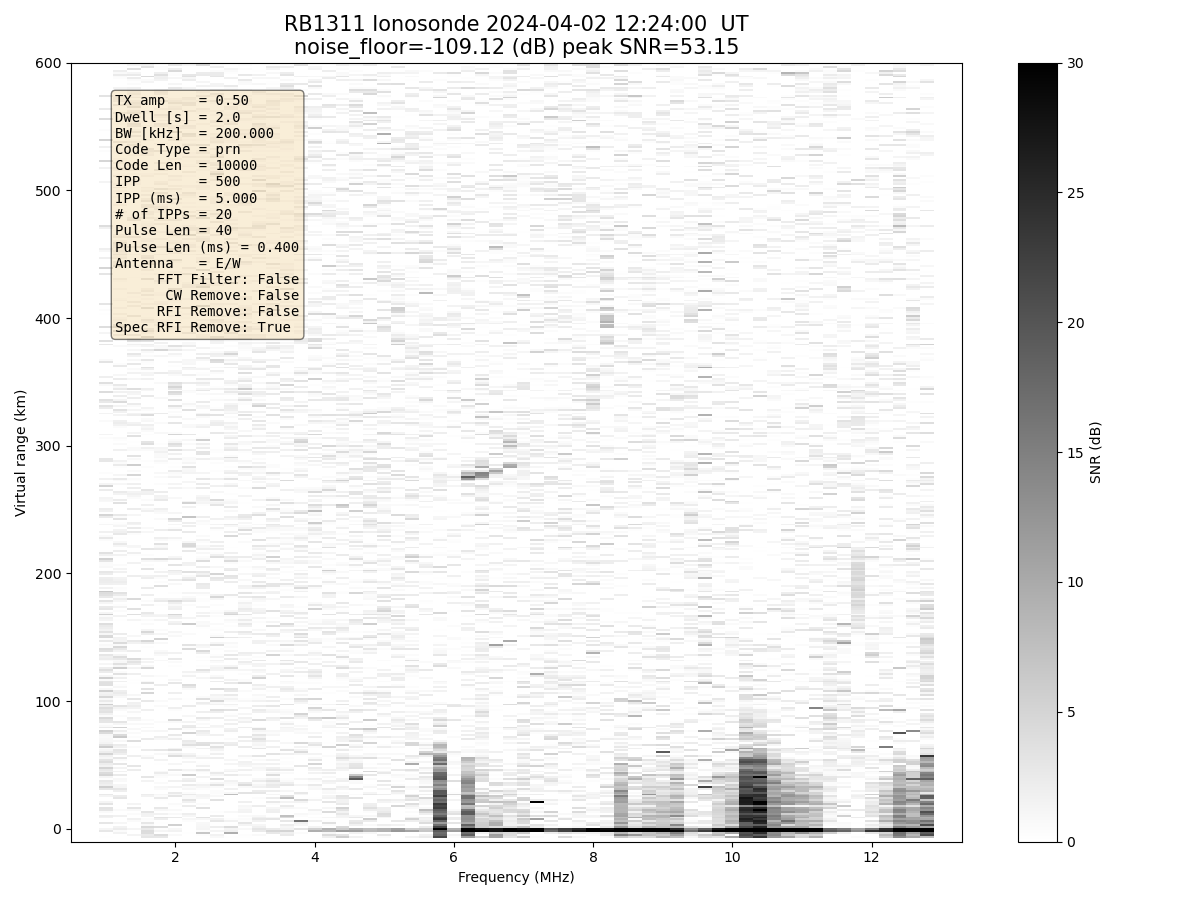 RB1311 Ionosonde 2024-04-02 12:24:00  UT
noise_floor=-109.12 (dB) peak SNR=53.15
TX amp    = 0.50
Dwell [s] = 2.0
BW [kHz]  = 200.000
Code Type = prn
Code Len  = 10000
IPP       = 500
IPP (ms)  = 5.000
# of IPPs = 20
Pulse Len = 40
Pulse Len (ms) = 0.400
Antenna   = E/W
FFT Filter: False
CW Remove: False
RFI Remove: False
Spec RFI Remove: True
600
500
400
300
200
100
0
Virtual range (km)
2 4 6 8 10 12
Frequency (MHz)
30
25
20
15
10
5
0
SNR (dB)